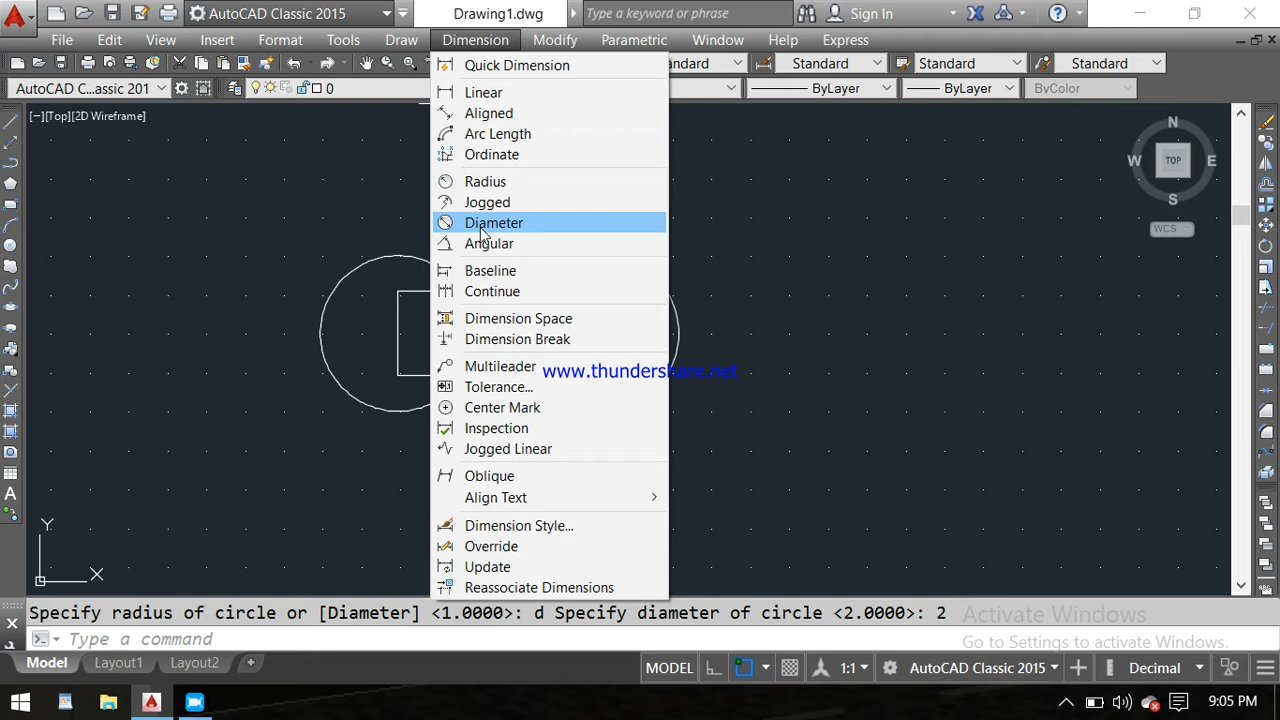 AutoCAD Classic 2015
Drawing1.dwg
Type a keyword or phrase
Sign In
File Edit View Insert Format Tools Draw Dimension Modify Parametric Window Help Express
Standard Standard Standard
AutoCAD C...assic 201 0 ByLayer ByLayer ByColor
[−][Top][2D Wireframe]
Quick Dimension
Linear
Aligned
Arc Length
Ordinate
Radius
Jogged
Diameter
Angular
Baseline
Continue
Dimension Space
Dimension Break
Multileader
Tolerance...
Center Mark
Inspection
Jogged Linear
Oblique
Align Text
Dimension Style...
Override
Update
Reassociate Dimensions
www.thundershare.net
N
W TOP E
S
WCS
Y
X
Specify radius of circle or [Diameter] <1.0000>: d Specify diameter of circle <2.0000>: 2
Type a command
Activate Windows
Go to Settings to activate Windows.
Model Layout1 Layout2
MODEL 1:1 AutoCAD Classic 2015 Decimal
9:05 PM